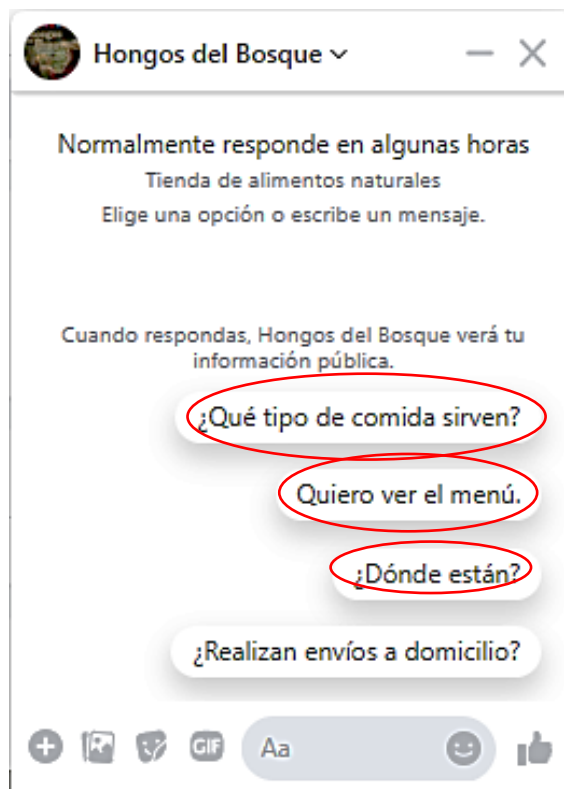 Hongos del Bosque
Normalmente responde en algunas horas
Tienda de alimentos naturales
Elige una opción o escribe un mensaje.
Cuando respondas, Hongos del Bosque verá tu
información pública.
¿Qué tipo de comida sirven?
Quiero ver el menú.
¿Dónde están?
¿Realizan envíos a domicilio?
GIF
Aa